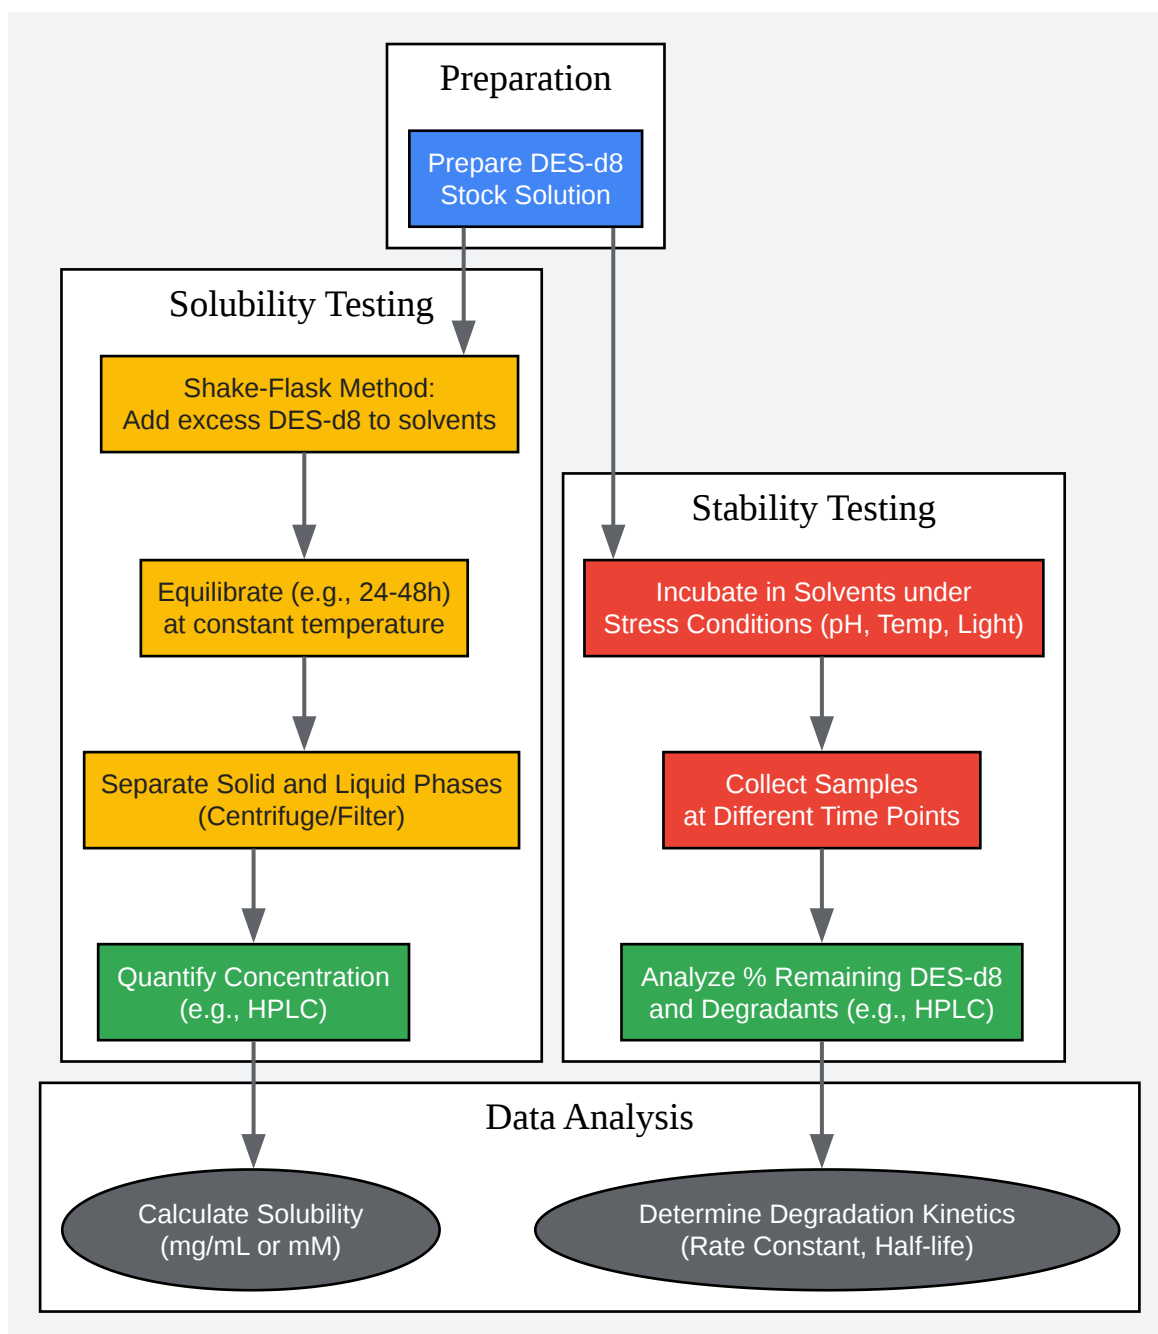 Preparation
Prepare DES-d8
Stock Solution
Solubility Testing
Shake-Flask Method:
Add excess DES-d8 to solvents
Equilibrate (e.g., 24-48h)
at constant temperature
Separate Solid and Liquid Phases
(Centrifuge/Filter)
Quantify Concentration
(e.g., HPLC)
Stability Testing
Incubate in Solvents under
Stress Conditions (pH, Temp, Light)
Collect Samples
at Different Time Points
Analyze % Remaining DES-d8
and Degradants (e.g., HPLC)
Data Analysis
Calculate Solubility
(mg/mL or mM)
Determine Degradation Kinetics
(Rate Constant, Half-life)